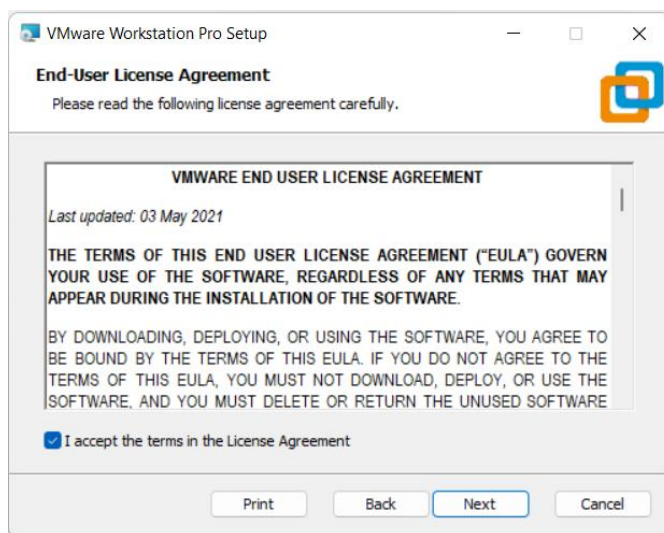 VMware Workstation Pro Setup
End-User License Agreement
Please read the following license agreement carefully.
VMWARE END USER LICENSE AGREEMENT
Last updated: 03 May 2021
THE TERMS OF THIS END USER LICENSE AGREEMENT (“EULA”) GOVERN
YOUR USE OF THE SOFTWARE, REGARDLESS OF ANY TERMS THAT MAY
APPEAR DURING THE INSTALLATION OF THE SOFTWARE.
BY DOWNLOADING, DEPLOYING, OR USING THE SOFTWARE, YOU AGREE TO
BE BOUND BY THE TERMS OF THIS EULA. IF YOU DO NOT AGREE TO THE
TERMS OF THIS EULA, YOU MUST NOT DOWNLOAD, DEPLOY, OR USE THE
SOFTWARE, AND YOU MUST DELETE OR RETURN THE UNUSED SOFTWARE
I accept the terms in the License Agreement
Print Back Next Cancel